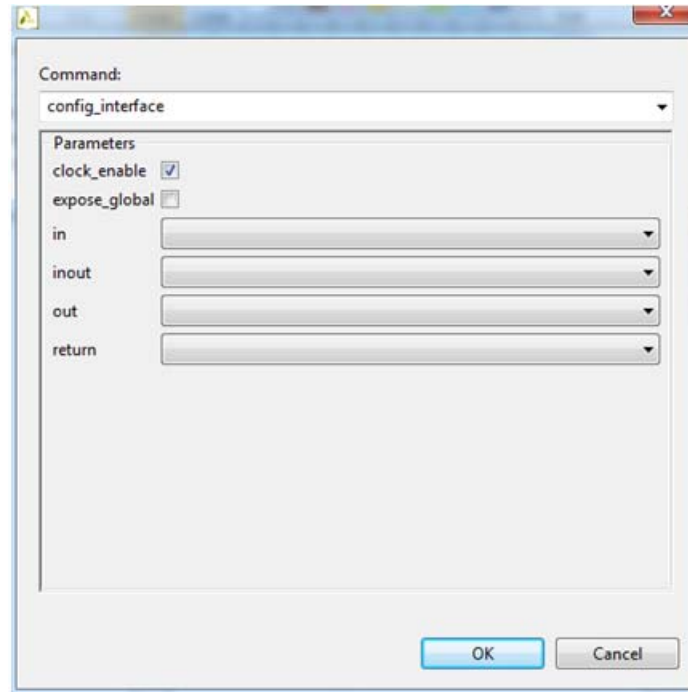 Command:
config_interface
Parameters
clock_enable
expose_global
in
inout
out
return
OK Cancel